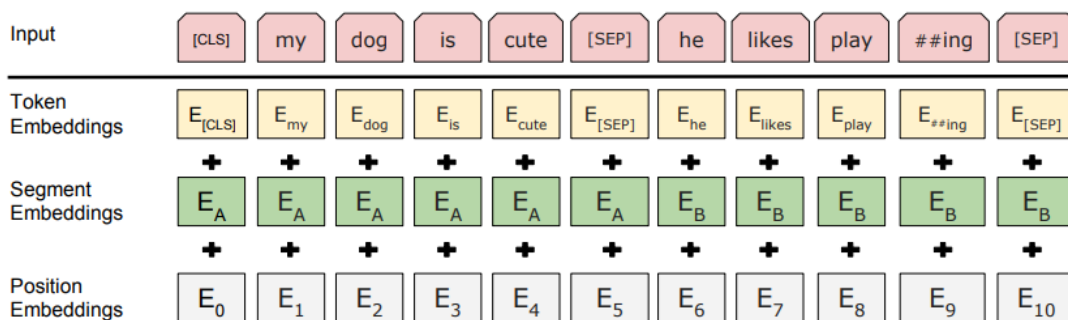 Input [CLS] my dog is cute [SEP] he likes play ##ing [SEP]
Token
Embeddings E[CLS] Emy Edog Eis Ecute E[SEP] Ehe Elikes Eplay E##ing E[SEP]
+ + + + + + + + + + +
Segment
Embeddings EA EA EA EA EA EA EB EB EB EB EB
+ + + + + + + + + + +
Position
Embeddings E0 E1 E2 E3 E4 E5 E6 E7 E8 E9 E10